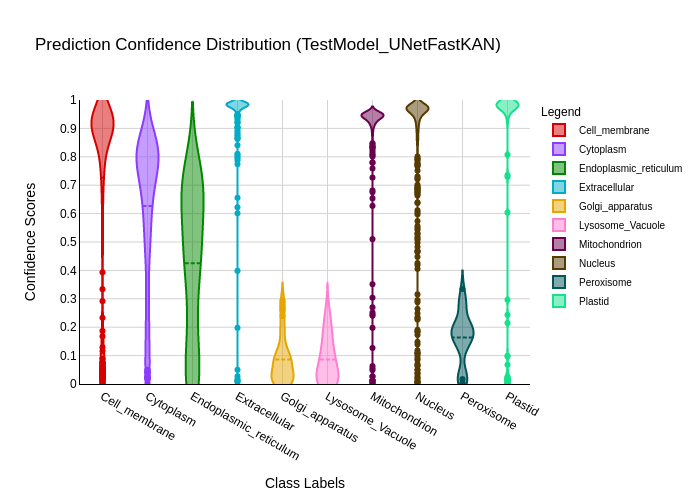 Prediction Confidence Distribution (TestModel_UNetFastKAN)
Confidence Scores
1
0.9
0.8
0.7
0.6
0.5
0.4
0.3
0.2
0.1
0
Cell_membrane
Cytoplasm
Endoplasmic_reticulum
Extracellular
Golgi_apparatus
Lysosome_Vacuole
Mitochondrion
Nucleus
Peroxisome
Plastid
Class Labels
Legend
Cell_membrane
Cytoplasm
Endoplasmic_reticulum
Extracellular
Golgi_apparatus
Lysosome_Vacuole
Mitochondrion
Nucleus
Peroxisome
Plastid